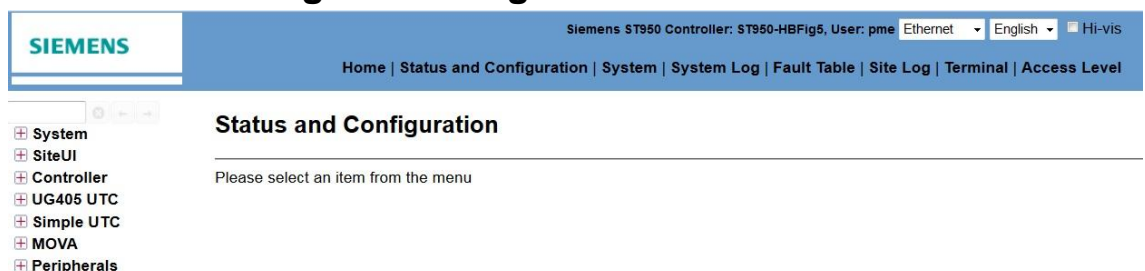 Siemens ST950 Controller: ST950-HBFig5, User: pme Ethernet English Hi-vis
SIEMENS
Home | Status and Configuration | System | System Log | Fault Table | Site Log | Terminal | Access Level
Status and Configuration
Please select an item from the menu
System
SiteUI
Controller
UG405 UTC
Simple UTC
MOVA
Peripherals